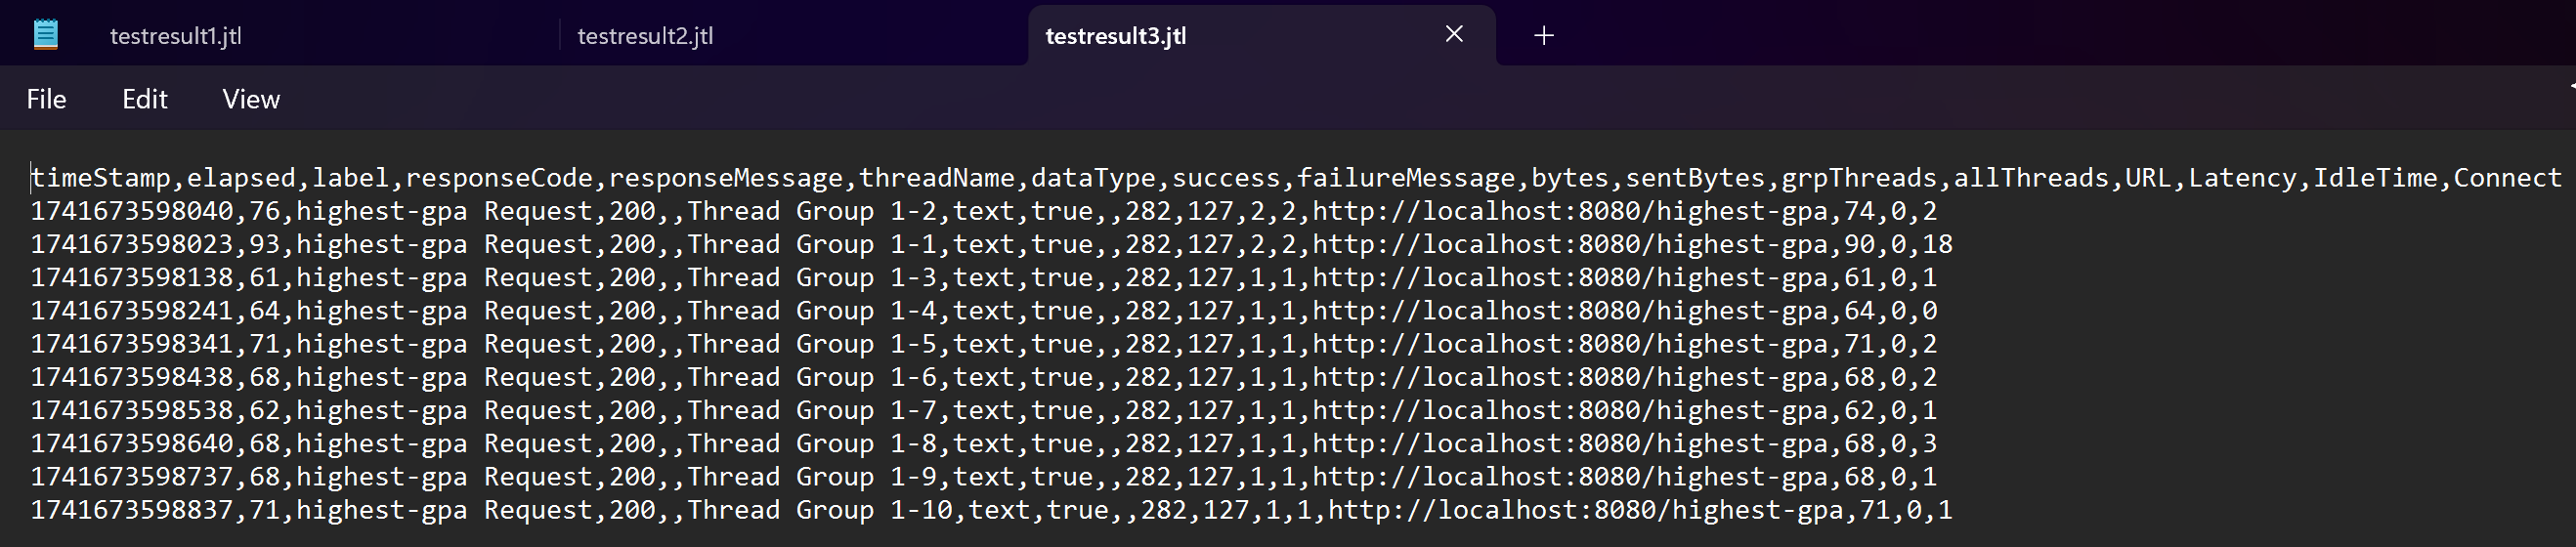 testresult1.jtl
testresult2.jtl
testresult3.jtl
File
Edit
View
timeStamp,elapsed,label,responseCode,responseMessage,threadName,dataType,success,failureMessage,bytes,sentBytes,grpThreads,allThreads,URL,Latency,IdleTime,Connect
1741673598040,76,highest-gpa Request,200,,Thread Group 1-2,text,true,,282,127,2,2,http://localhost:8080/highest-gpa,74,0,2
1741673598023,93,highest-gpa Request,200,,Thread Group 1-1,text,true,,282,127,2,2,http://localhost:8080/highest-gpa,90,0,18
1741673598138,61,highest-gpa Request,200,,Thread Group 1-3,text,true,,282,127,1,1,http://localhost:8080/highest-gpa,61,0,1
1741673598241,64,highest-gpa Request,200,,Thread Group 1-4,text,true,,282,127,1,1,http://localhost:8080/highest-gpa,64,0,0
1741673598341,71,highest-gpa Request,200,,Thread Group 1-5,text,true,,282,127,1,1,http://localhost:8080/highest-gpa,71,0,2
1741673598438,68,highest-gpa Request,200,,Thread Group 1-6,text,true,,282,127,1,1,http://localhost:8080/highest-gpa,68,0,2
1741673598538,62,highest-gpa Request,200,,Thread Group 1-7,text,true,,282,127,1,1,http://localhost:8080/highest-gpa,62,0,1
1741673598640,68,highest-gpa Request,200,,Thread Group 1-8,text,true,,282,127,1,1,http://localhost:8080/highest-gpa,68,0,3
1741673598737,68,highest-gpa Request,200,,Thread Group 1-9,text,true,,282,127,1,1,http://localhost:8080/highest-gpa,68,0,1
1741673598837,71,highest-gpa Request,200,,Thread Group 1-10,text,true,,282,127,1,1,http://localhost:8080/highest-gpa,71,0,1